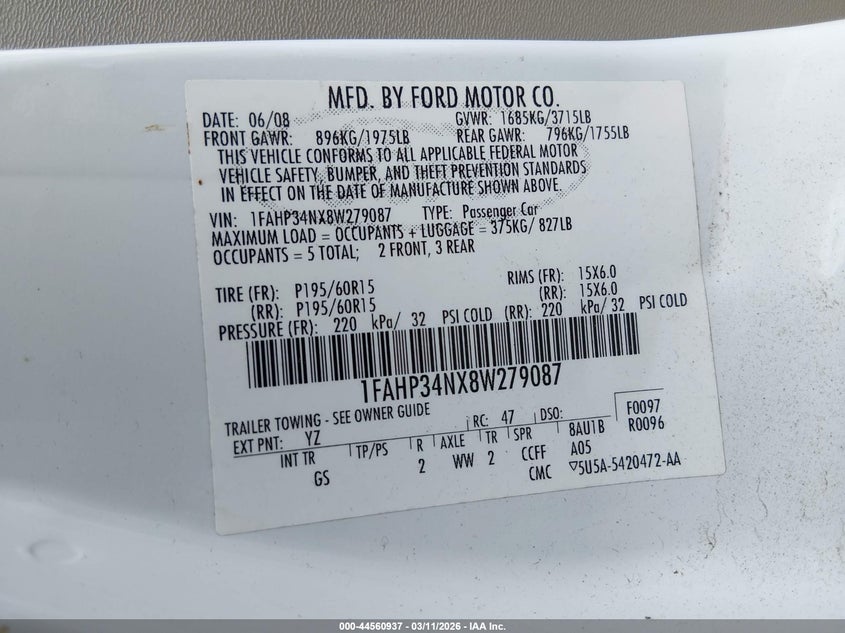 MFD. BY FORD MOTOR CO.
DATE: 06/08 GVWR: 1685KG/3715LB
FRONT GAWR: 896KG/1975LB REAR GAWR: 796KG/1755LB
THIS VEHICLE CONFORMS TO ALL APPLICABLE FEDERAL MOTOR
VEHICLE SAFETY, BUMPER, AND THEFT PREVENTION STANDARDS
IN EFFECT ON THE DATE OF MANUFACTURE SHOWN ABOVE.
VIN: 1FAHP34NX8W279087 TYPE: Passenger Car
MAXIMUM LOAD = OCCUPANTS + LUGGAGE = 375KG/ 827LB
OCCUPANTS = 5 TOTAL; 2 FRONT, 3 REAR
TIRE (FR): P195/60R15 RIMS (FR): 15X6.0
(RR): P195/60R15 (RR): 15X6.0
PRESSURE (FR): 220 kPa/ 32 PSI COLD (RR): 220 kPa/ 32 PSI COLD
1FAHP34NX8W279087
TRAILER TOWING - SEE OWNER GUIDE
EXT PNT: YZ RC: 47 DSO: F0097
INT TR TP/PS R AXLE TR SPR 8AU1B R0096
GS 2 WW 2 CCFF A05
CMC ▽5U5A-5420472-AA
000-44560937 - 03/11/2026 - IAA Inc.